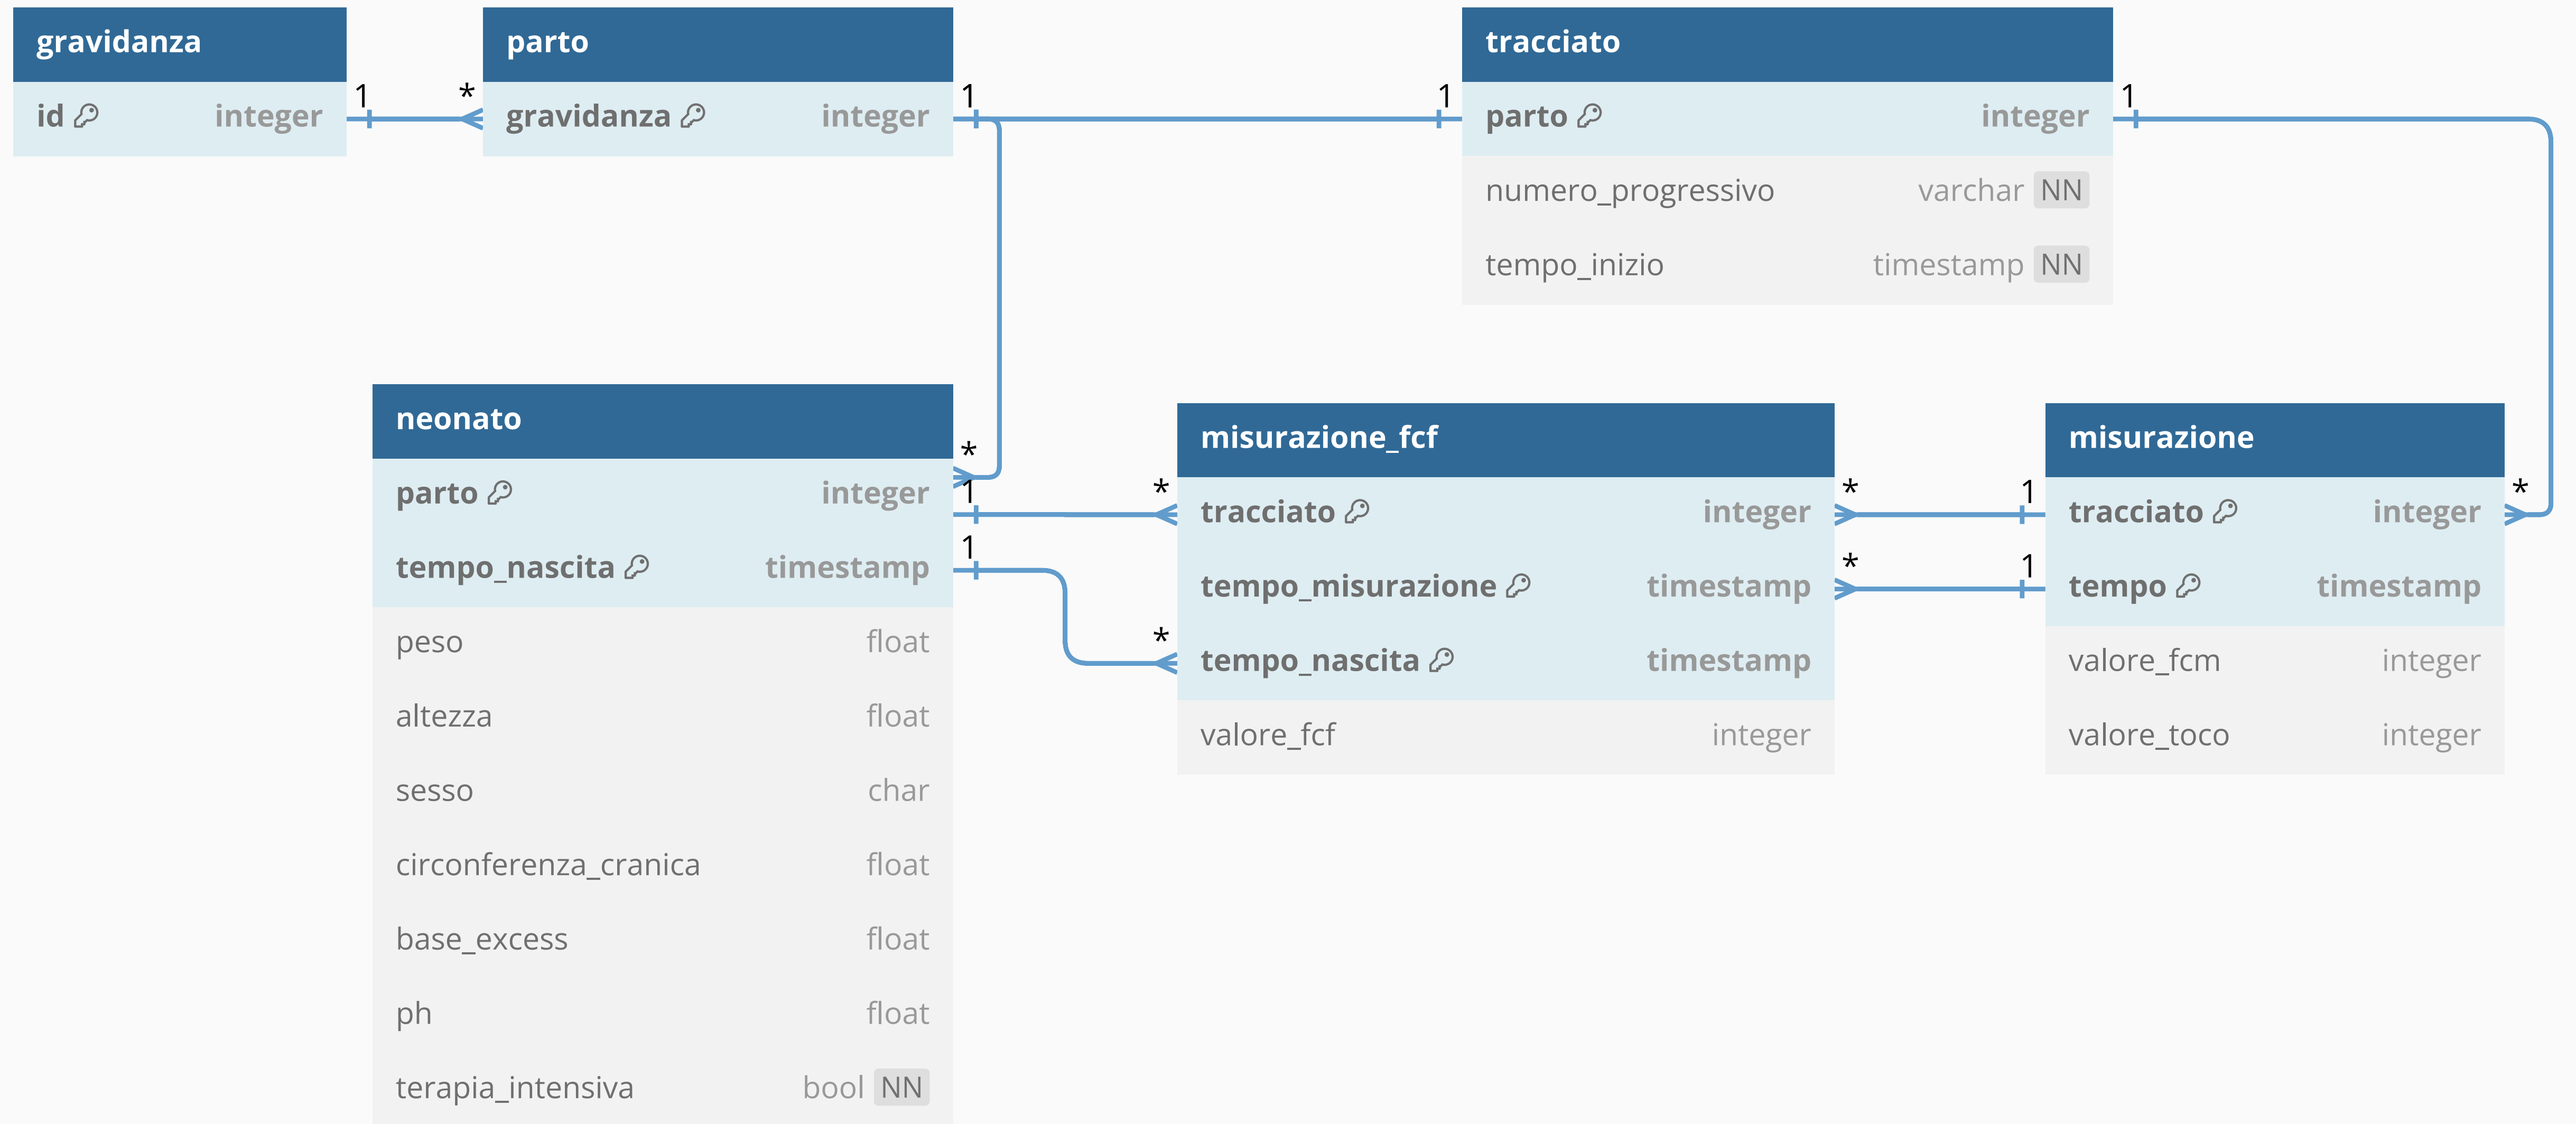 gravidanza
id integer
1 *
parto
gravidanza integer
1 1
tracciato
parto integer
numero_progressivo varchar NN
tempo_inizio timestamp NN
1
neonato
*
parto integer
1 *
tempo_nascita timestamp
1 *
peso float
altezza float
sesso char
circonferenza_cranica float
base_excess float
ph float
terapia_intensiva bool NN
misurazione_fcf
tracciato integer
* 1
tempo_misurazione timestamp
* 1
tempo_nascita timestamp
valore_fcf integer
misurazione
tracciato integer
*
tempo timestamp
valore_fcm integer
valore_toco integer